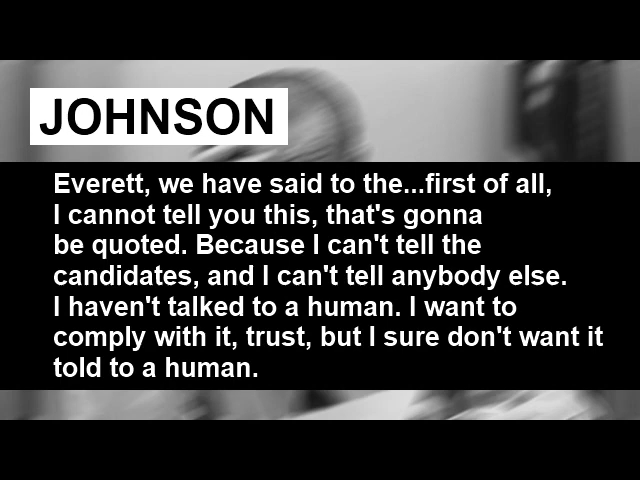 JOHNSON
Everett, we have said to the...first of all,
I cannot tell you this, that's gonna
be quoted. Because I can't tell the
candidates, and I can't tell anybody else.
I haven't talked to a human. I want to
comply with it, trust, but I sure don't want it
told to a human.